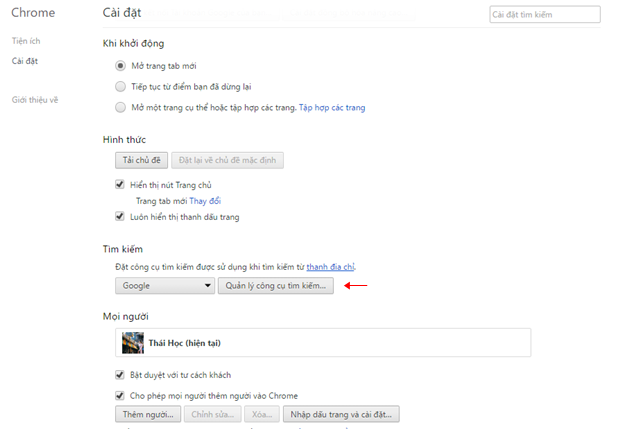 Chrome
Cài đặt
Cài đặt tìm kiếm
Tiện ích
Cài đặt
Giới thiệu về
Khi khởi động
Mở trang tab mới
Tiếp tục từ điểm bạn đã dừng lại
Mở một trang cụ thể hoặc tập hợp các trang. Tập hợp các trang
Hình thức
Tải chủ đề
Đặt lại về chủ đề mặc định
Hiển thị nút Trang chủ
Trang tab mới Thay đổi
Luôn hiển thị thanh dấu trang
Tìm kiếm
Đặt công cụ tìm kiếm được sử dụng khi tìm kiếm từ thanh địa chỉ.
Google
Quản lý công cụ tìm kiếm...
Mọi người
Thái Học (hiện tại)
Bật duyệt với tư cách khách
Cho phép mọi người thêm người vào Chrome
Thêm người...
Chỉnh sửa...
Xóa...
Nhập dấu trang và cài đặt...